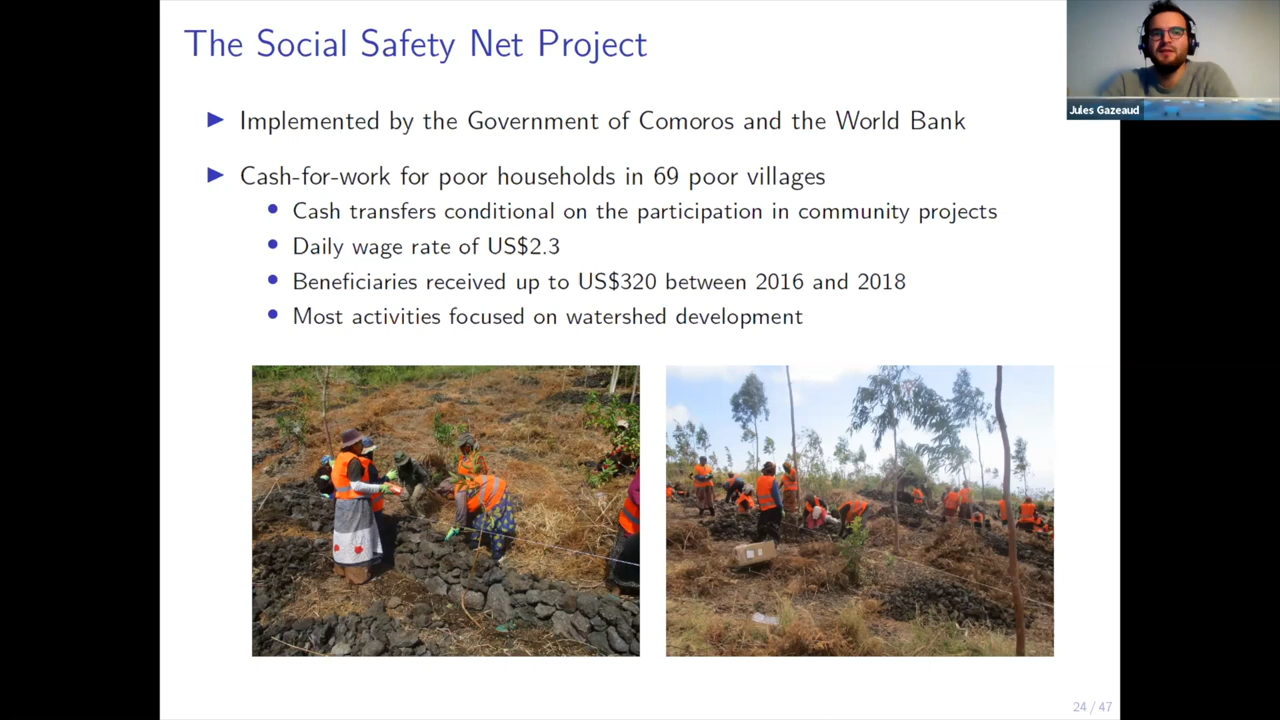 The Social Safety Net Project
Jules Gazeaud
Implemented by the Government of Comoros and the World Bank
Cash-for-work for poor households in 69 poor villages
Cash transfers conditional on the participation in community projects
Daily wage rate of US$2.3
Beneficiaries received up to US$320 between 2016 and 2018
Most activities focused on watershed development
24 / 47